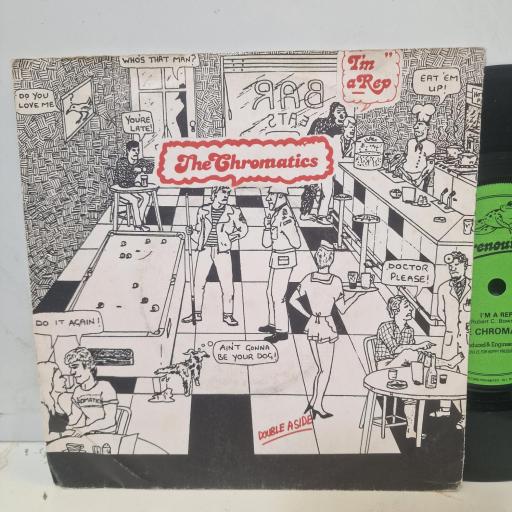 WHO'S THAT MAN?
"I'm
a Rep"
DO YOU
LOVE ME
BAR
EATS
EAT 'EM
UP!
YOU'RE
LATE!
The Chromatics
DOCTOR
PLEASE!
DO IT AGAIN!
AIN'T GONNA
BE YOUR DOG!
DOUBLE A SIDE
I'M A REP
CHROMA